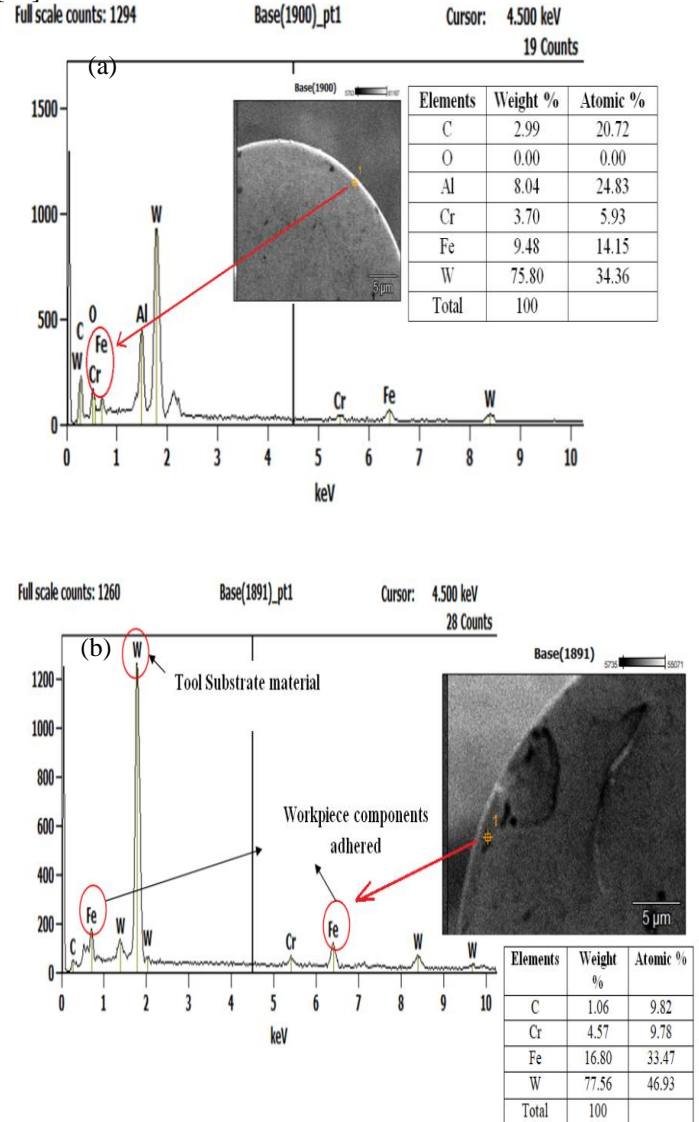 Full scale counts: 1294 Base(1900)_pt1 Cursor: 4.500 keV
19 Counts
(a)
1500
1000
500
0
W
Al
C O
W Fe
Cr
Cr Fe W
0 1 2 3 4 5 6 7 8 9 10
keV
Base(1900)
1
5 μm
Elements Weight % Atomic %
C 2.99 20.72
O 0.00 0.00
Al 8.04 24.83
Cr 3.70 5.93
Fe 9.48 14.15
W 75.80 34.36
Total 100
Full scale counts: 1260 Base(1891)_pt1 Cursor: 4.500 keV
28 Counts
(b)
1200
1000
800
600
400
200
0
W
Tool Substrate material
Workpiece components
adhered
Fe
C W W
Cr Fe W W
0 1 2 3 4 5 6 7 8 9 10
keV
Base(1891)
5735 55071
1
5 μm
Elements Weight % Atomic %
C 1.06 9.82
Cr 4.57 9.78
Fe 16.80 33.47
W 77.56 46.93
Total 100